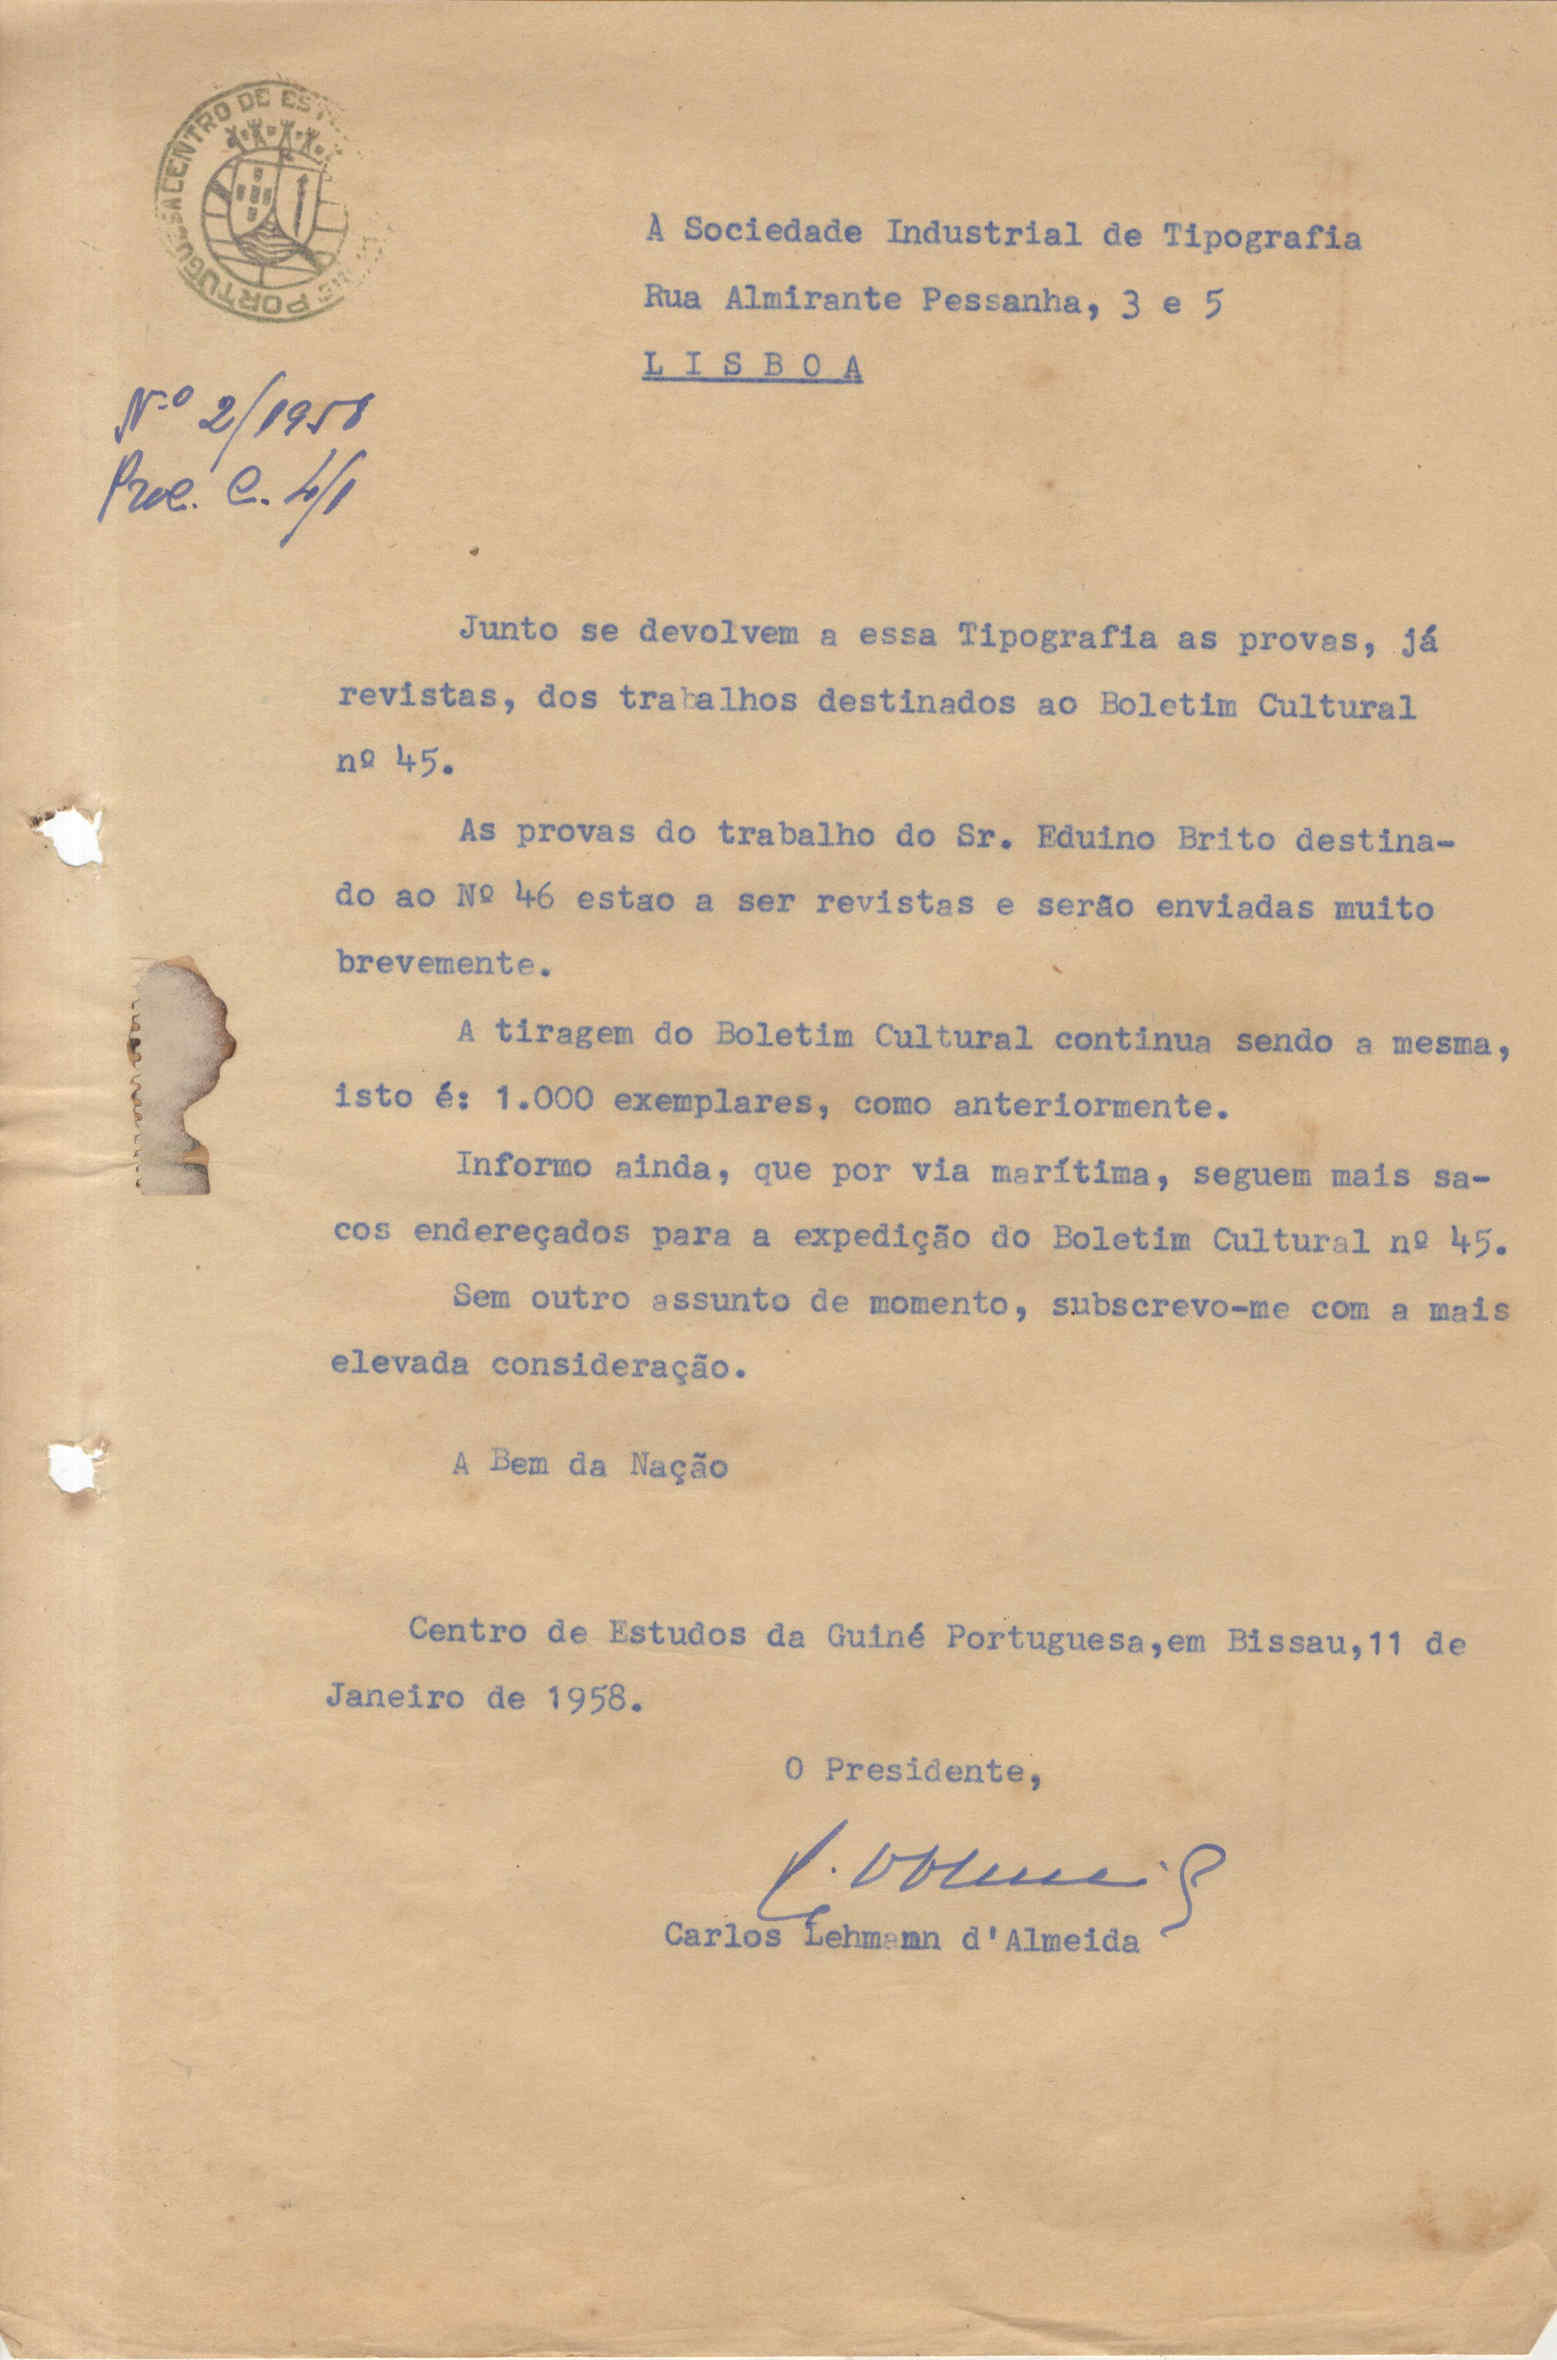 CENTRO DE
PORTUGUESA
À Sociedade Industrial de Tipografia
Rua Almirante Pessanha, 3 e 5
L I S B O A
N.º 2/1958
Proc. C. 4/1
Junto se devolvem a essa Tipografia as provas, já
revistas, dos trabalhos destinados ao Boletim Cultural
nº 45.
As provas do trabalho do Sr. Eduino Brito destina-
do ao Nº 46 estao a ser revistas e serão enviadas muito
brevemente.
A tiragem do Boletim Cultural continua sendo a mesma,
isto é: 1.000 exemplares, como anteriormente.
Informo ainda, que por via marítima, seguem mais sa-
cos endereçados para a expedição do Boletim Cultural nº 45.
Sem outro assunto de momento, subscrevo-me com a mais
elevada consideração.
A Bem da Nação
Centro de Estudos da Guiné Portuguesa,em Bissau,11 de
Janeiro de 1958.
O Presidente,
Carlos Lehmann d'Almeida